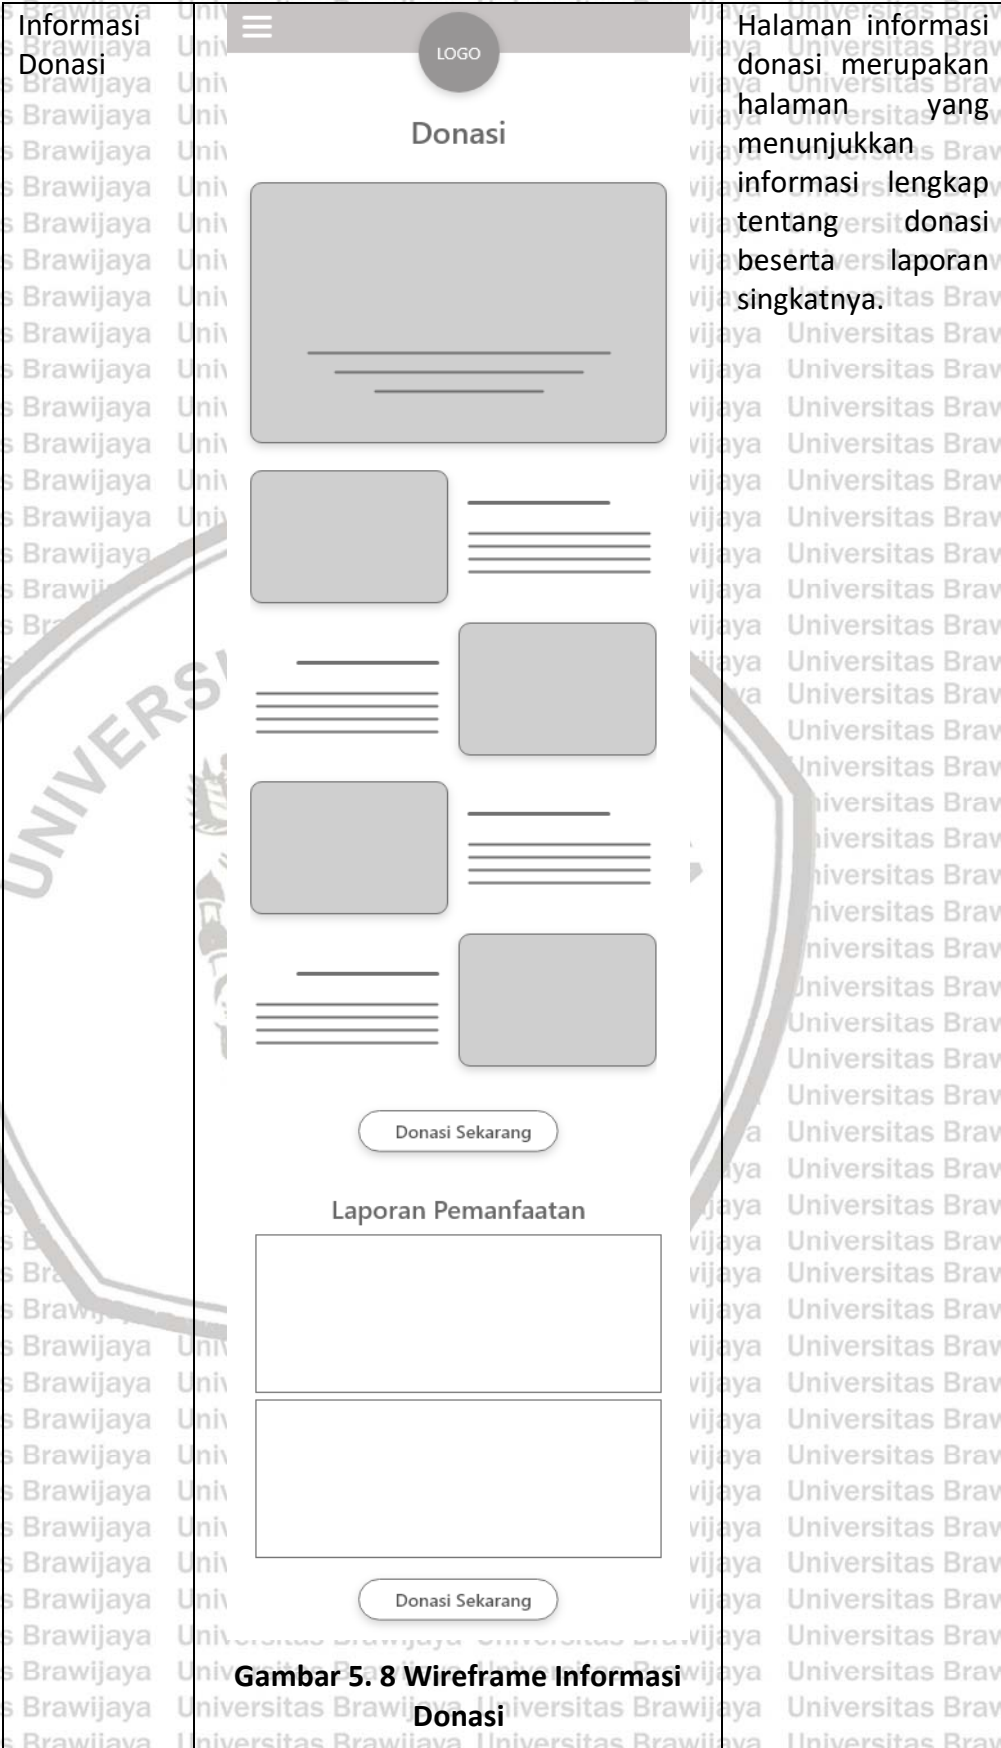 Informasi
Donasi
LOGO
Donasi
Donasi Sekarang
Laporan Pemanfaatan
Donasi Sekarang
Gambar 5. 8 Wireframe Informasi
Donasi
Halaman informasi
donasi merupakan
halaman yang
menunjukkan
informasi lengkap
tentang donasi
beserta laporan
singkatnya.